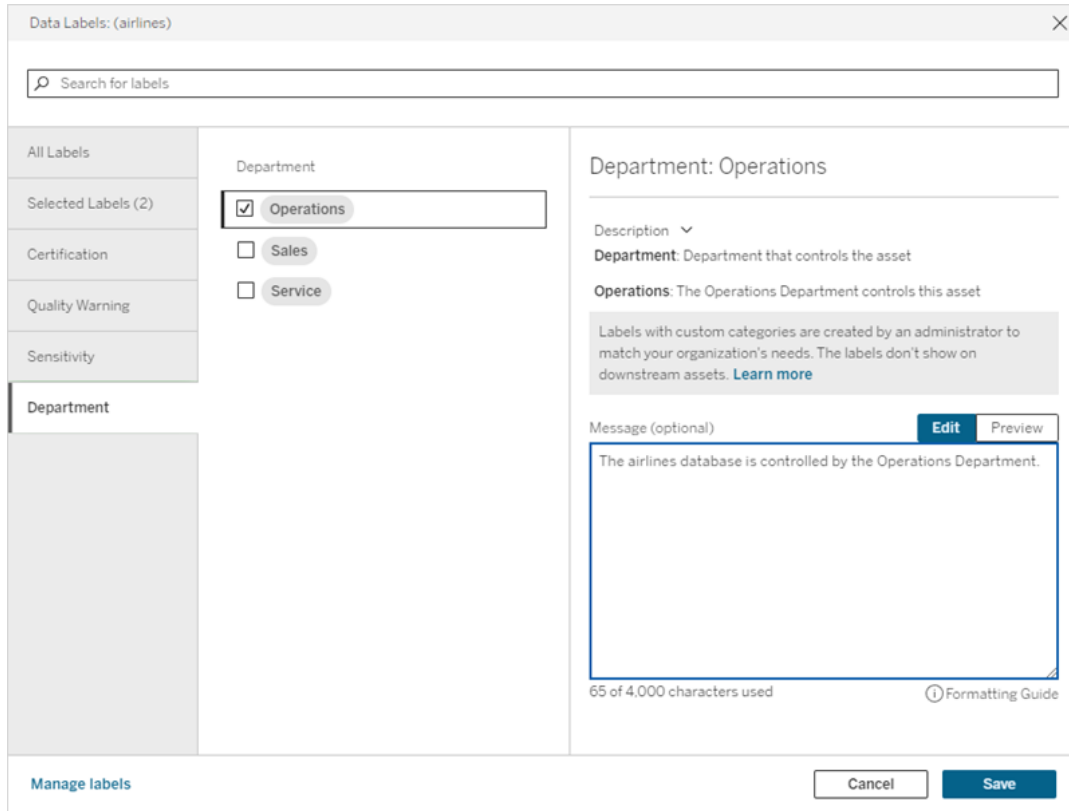 Data Labels: (airlines)
Search for labels
All Labels
Selected Labels (2)
Certification
Quality Warning
Sensitivity
Department
Department
Operations
Sales
Service
Department: Operations
Description
Department: Department that controls the asset
Operations: The Operations Department controls this asset
Labels with custom categories are created by an administrator to
match your organization's needs. The labels don't show on
downstream assets. Learn more
Message (optional)
Edit
Preview
The airlines database is controlled by the Operations Department.
65 of 4,000 characters used
Formatting Guide
Manage labels
Cancel
Save